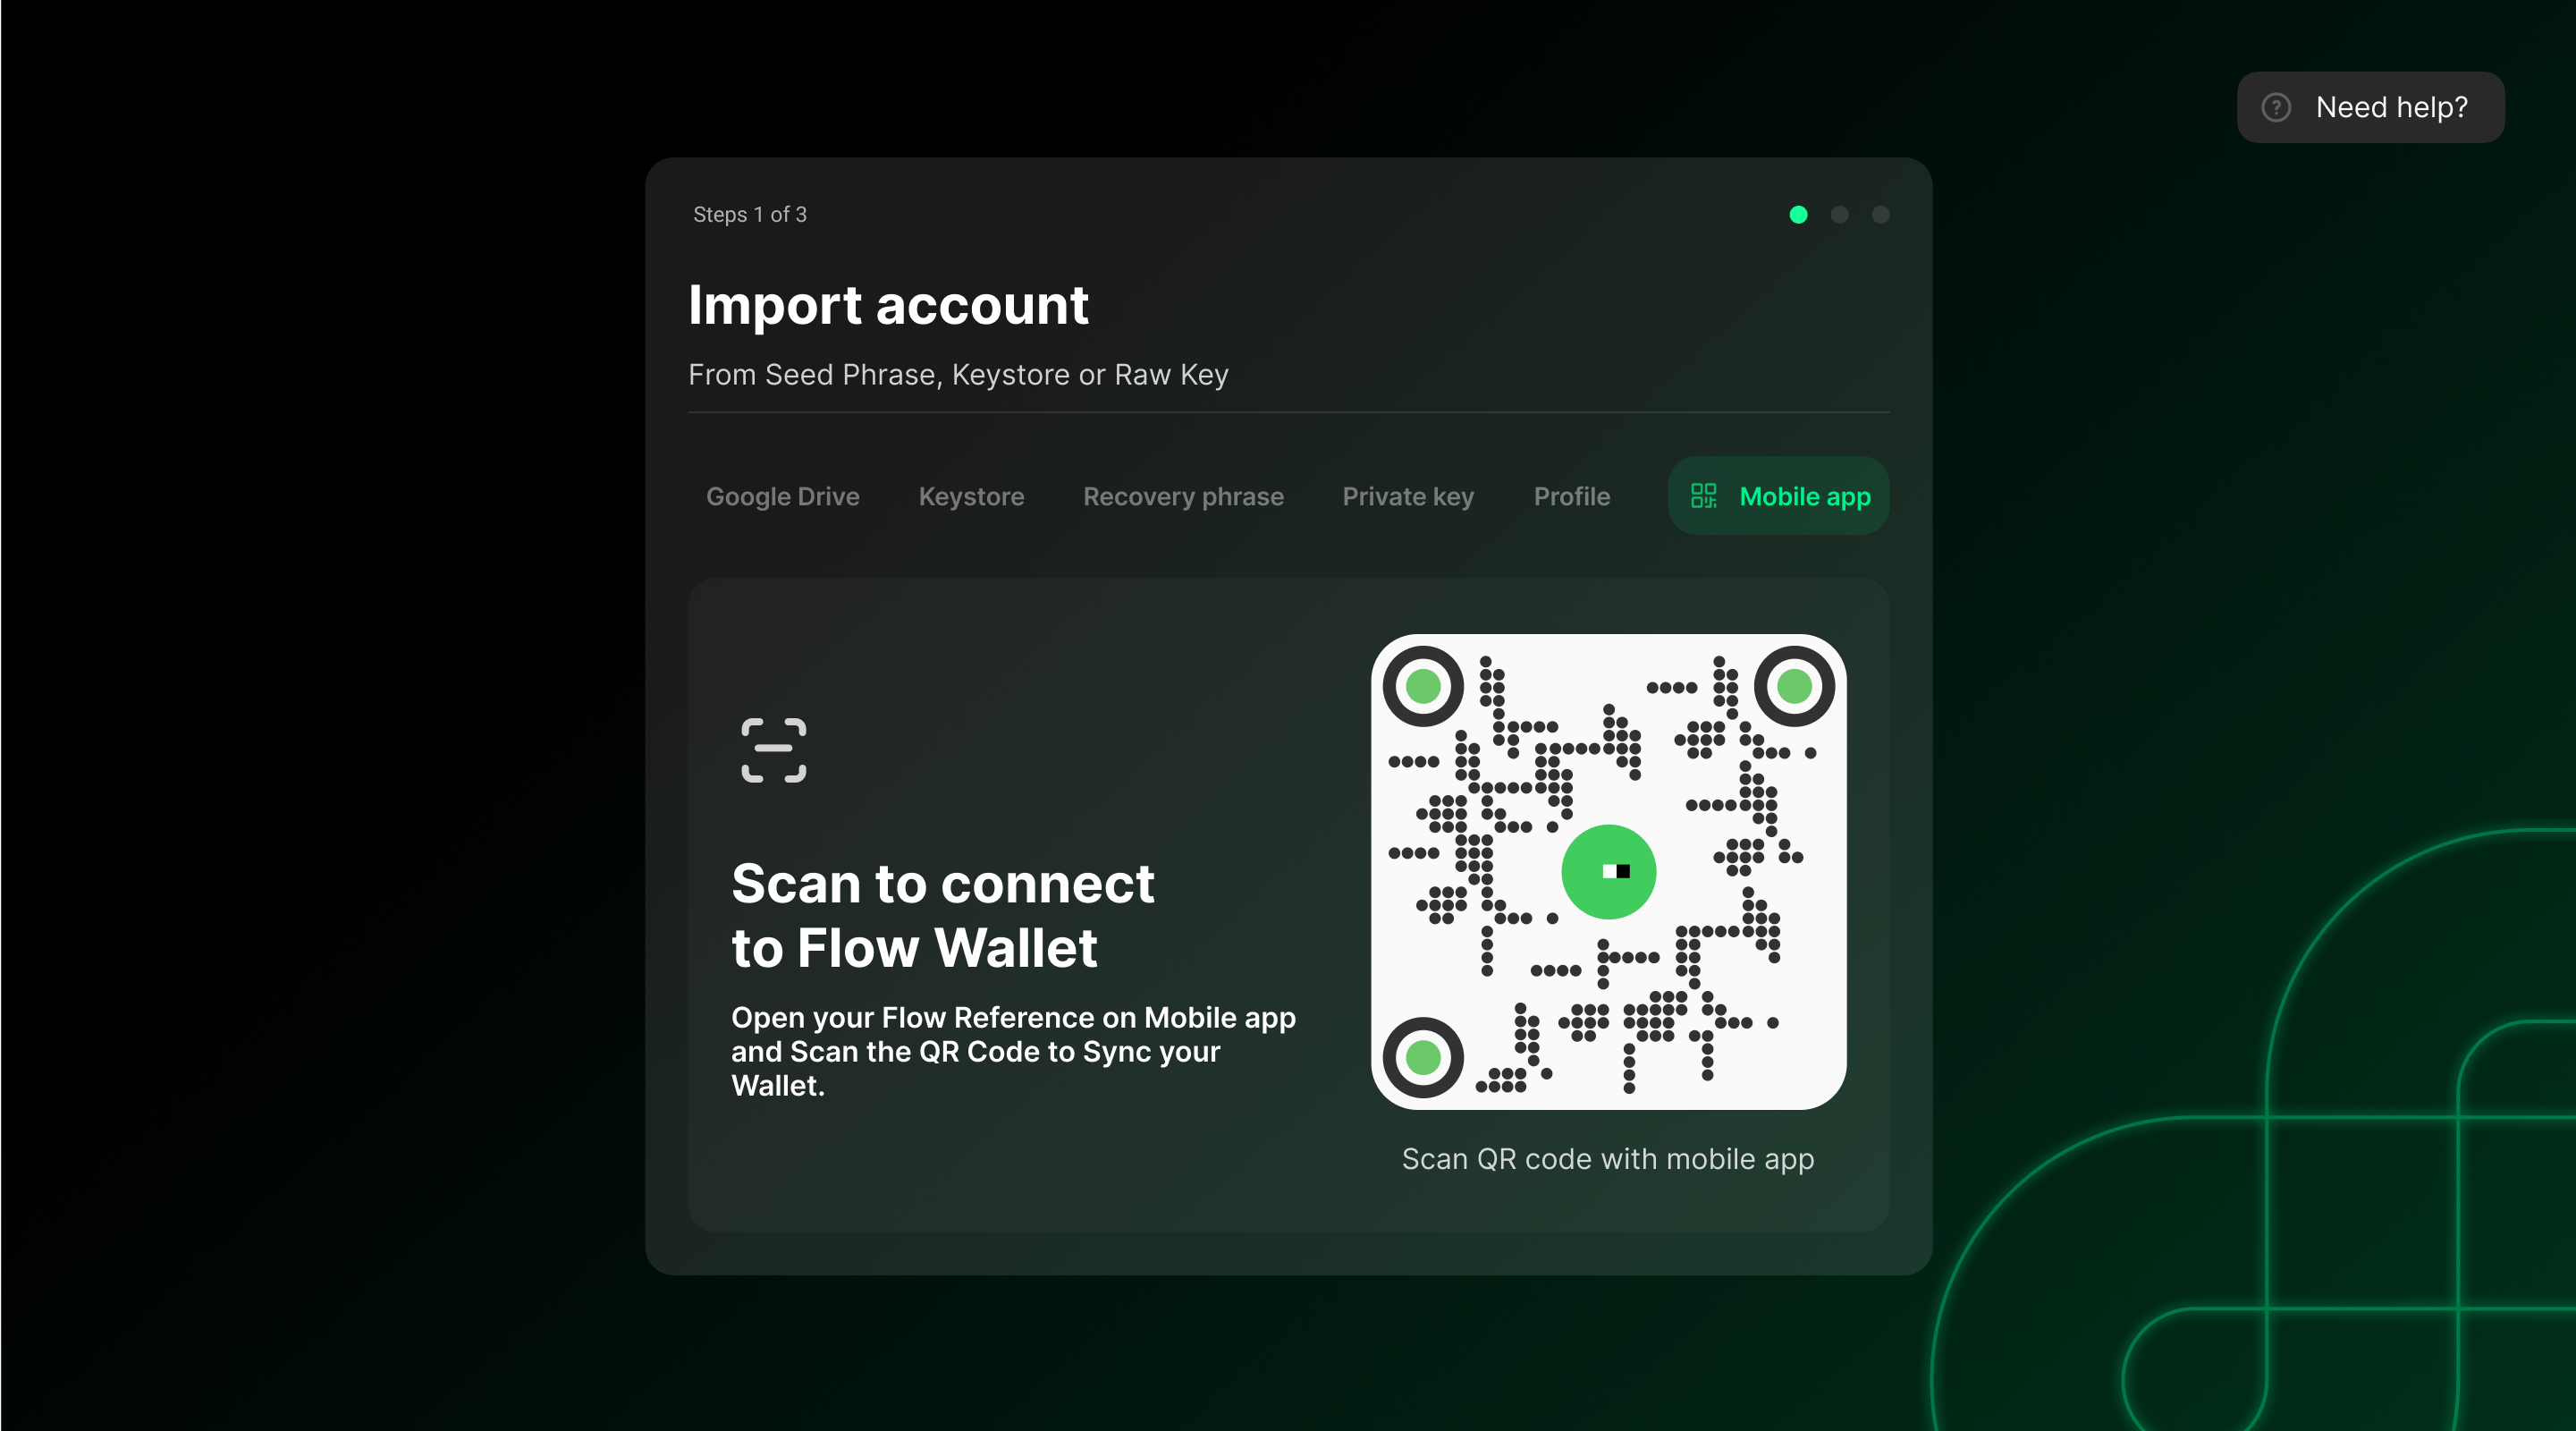 Need help?
Steps 1 of 3
Import account
From Seed Phrase, Keystore or Raw Key
Google Drive
Keystore
Recovery phrase
Private key
Profile
Mobile app
Scan to connect
to Flow Wallet
Open your Flow Reference on Mobile app
and Scan the QR Code to Sync your
Wallet.
Scan QR code with mobile app